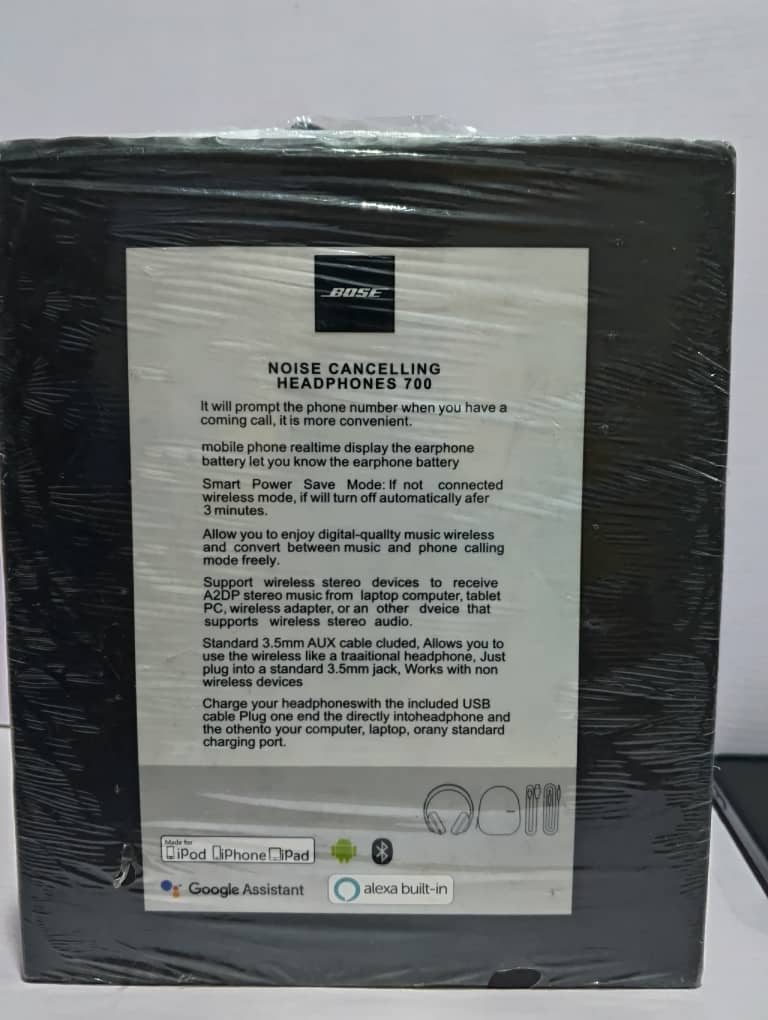 BOSE
NOISE CANCELLING
HEADPHONES 700
It will prompt the phone number when you have a
coming call, it is more convenient.
mobile phone realtime display the earphone
battery let you know the earphone battery
Smart Power Save Mode: If not connected
wireless mode, if will turn off automatically afer
3 minutes.
Allow you to enjoy digital-quallty music wireless
and convert between music and phone calling
mode freely.
Support wireless stereo devices to receive
A2DP stereo music from laptop computer, tablet
PC, wireless adapter, or an other dveice that
supports wireless stereo audio.
Standard 3.5mm AUX cable cluded, Allows you to
use the wireless like a traaitional headphone, Just
plug into a standard 3.5mm jack, Works with non
wireless devices
Charge your headphoneswith the included USB
cable Plug one end the directly intoheadphone and
the othento your computer, laptop, orany standard
charging port.
Made for
iPod iPhone iPad
Google Assistant
alexa built-in